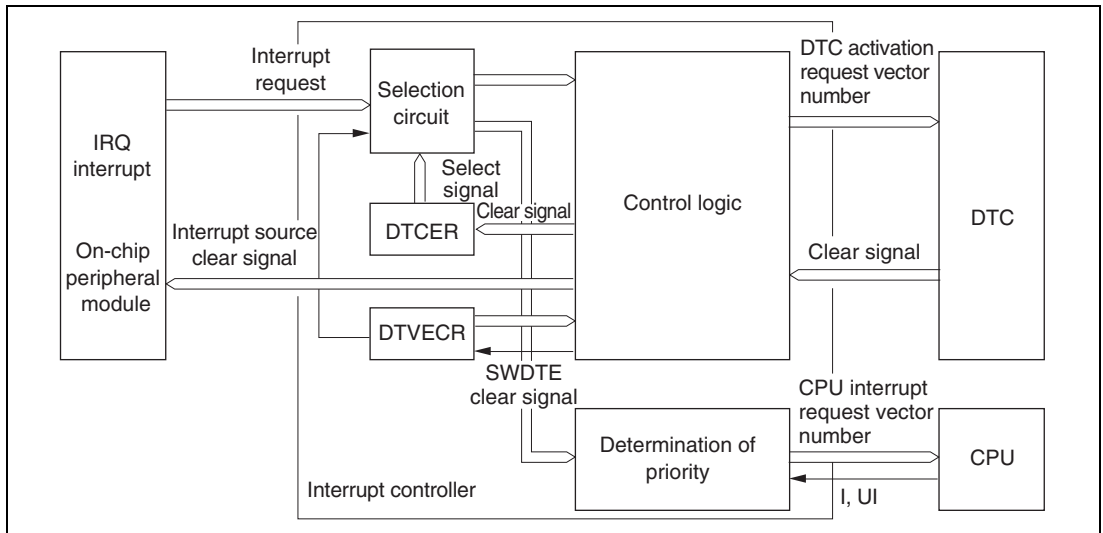 Interrupt
request
Selection
circuit
DTC activation
request vector
number
IRQ
interrupt
On-chip
peripheral
module
Select
signal
Control logic
DTC
DTCER
Clear signal
Interrupt source
clear signal
Clear signal
DTVECR
SWDTE
clear signal
CPU interrupt
request vector
number
Determination of
priority
CPU
I, UI
Interrupt controller